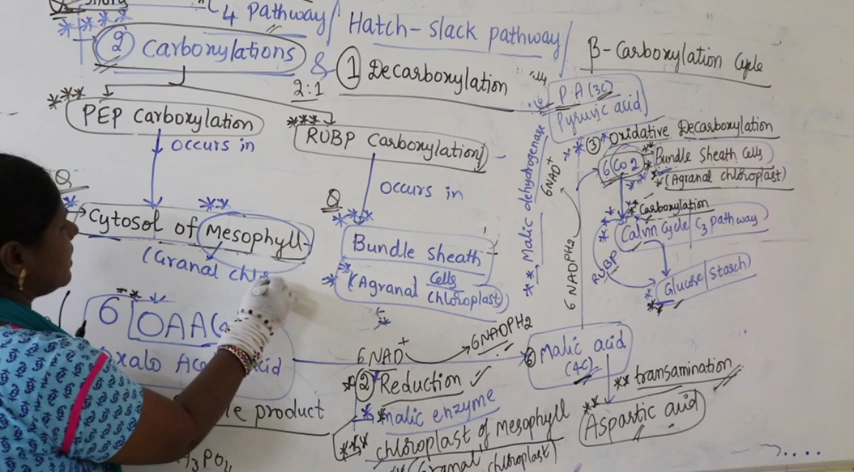 C4 Pathway/ Hatch-Slack pathway/
β-Carboxylation Cycle
② Carboxylations & ① Decarboxylation
2:1
P.A (3C)
Pyruvic acid
PEP Carboxylation
occurs in
RUBP Carboxylation
occurs in
Malic dehydrogenase
6NAD+
6 NADPH2
③ Oxidative Decarboxylation
6CO2
Bundle Sheath Cells
(Agranal chloroplast)
Carboxylation
Calvin Cycle C3 pathway
RUBP
Glucose/Starch
Q
Cytosol of Mesophyll
(Granal
Q
Bundle sheath
Cells
(Agranal chloroplast)
6 OAA
6NAD+
6NADPH2
② Reduction
malic enzyme
chloroplast of Mesophyll
(Granal chloroplast)
Malic acid
(4C)
transamination
Aspartic acid
product
3PO4